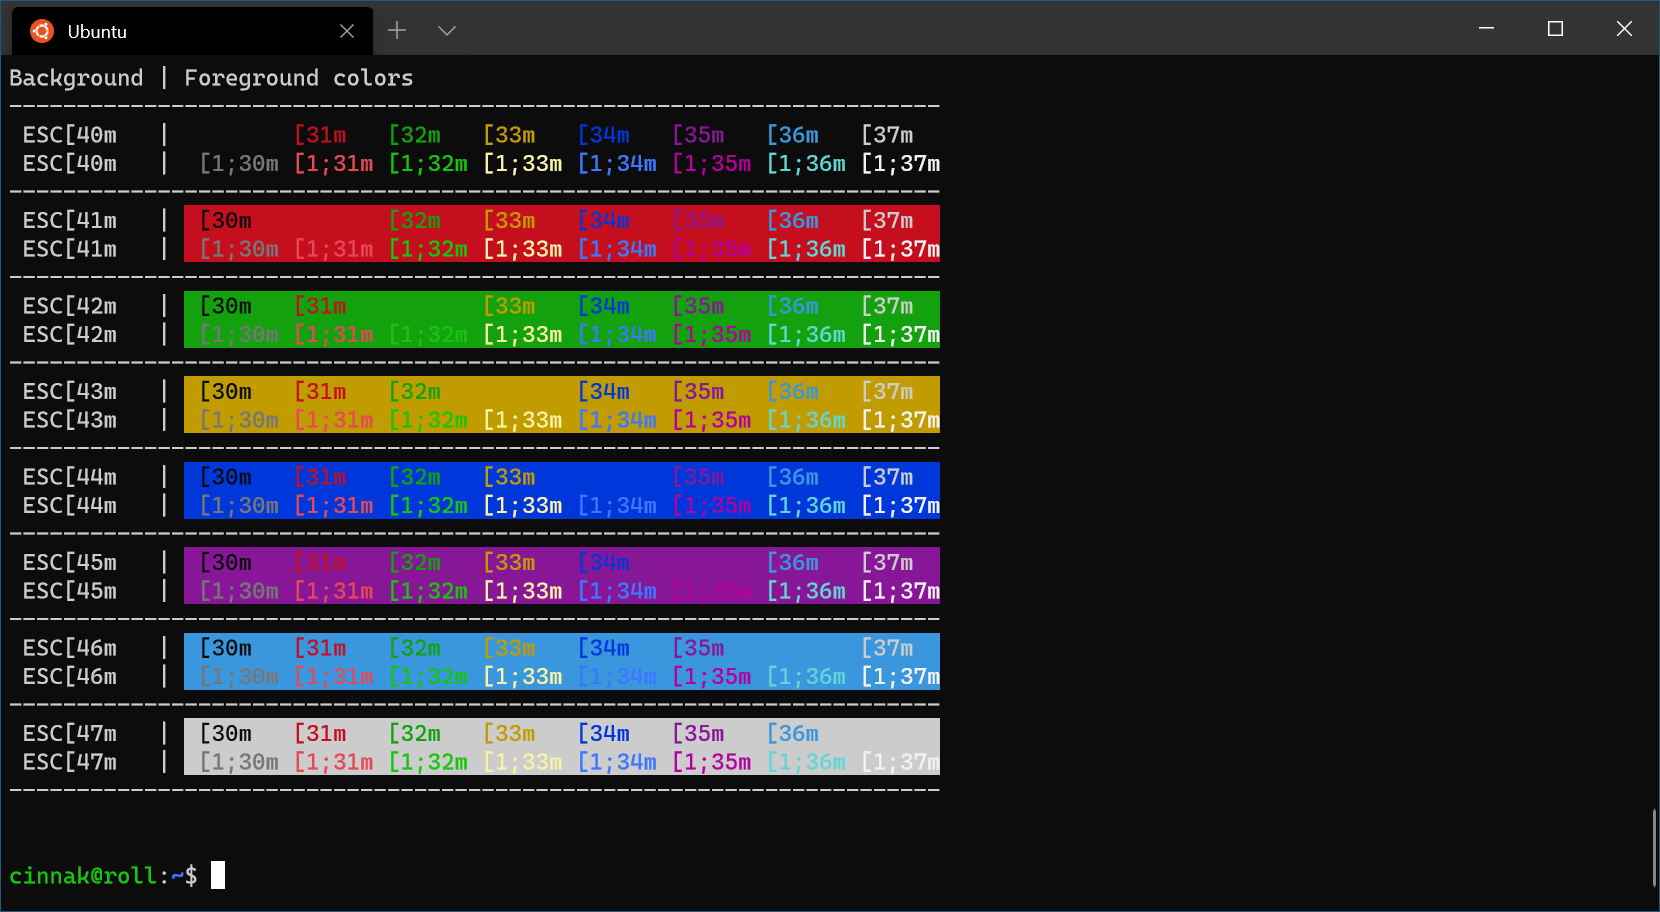 Ubuntu
Background | Foreground colors
---------------------------------------------------------------------
ESC[40m | [31m [32m [33m [34m [35m [36m [37m
ESC[40m | [1;30m [1;31m [1;32m [1;33m [1;34m [1;35m [1;36m [1;37m
---------------------------------------------------------------------
ESC[41m | [30m [32m [33m [34m [35m [36m [37m
ESC[41m | [1;30m [1;31m [1;32m [1;33m [1;34m [1;35m [1;36m [1;37m
---------------------------------------------------------------------
ESC[42m | [30m [31m [33m [34m [35m [36m [37m
ESC[42m | [1;30m [1;31m [1;32m [1;33m [1;34m [1;35m [1;36m [1;37m
---------------------------------------------------------------------
ESC[43m | [30m [31m [32m [34m [35m [36m [37m
ESC[43m | [1;30m [1;31m [1;32m [1;33m [1;34m [1;35m [1;36m [1;37m
---------------------------------------------------------------------
ESC[44m | [30m [31m [32m [33m [35m [36m [37m
ESC[44m | [1;30m [1;31m [1;32m [1;33m [1;34m [1;35m [1;36m [1;37m
---------------------------------------------------------------------
ESC[45m | [30m [31m [32m [33m [34m [36m [37m
ESC[45m | [1;30m [1;31m [1;32m [1;33m [1;34m [1;35m [1;36m [1;37m
---------------------------------------------------------------------
ESC[46m | [30m [31m [32m [33m [34m [35m [37m
ESC[46m | [1;30m [1;31m [1;32m [1;33m [1;34m [1;35m [1;36m [1;37m
---------------------------------------------------------------------
ESC[47m | [30m [31m [32m [33m [34m [35m [36m
ESC[47m | [1;30m [1;31m [1;32m [1;33m [1;34m [1;35m [1;36m [1;37m
---------------------------------------------------------------------
cinnak@roll:~$